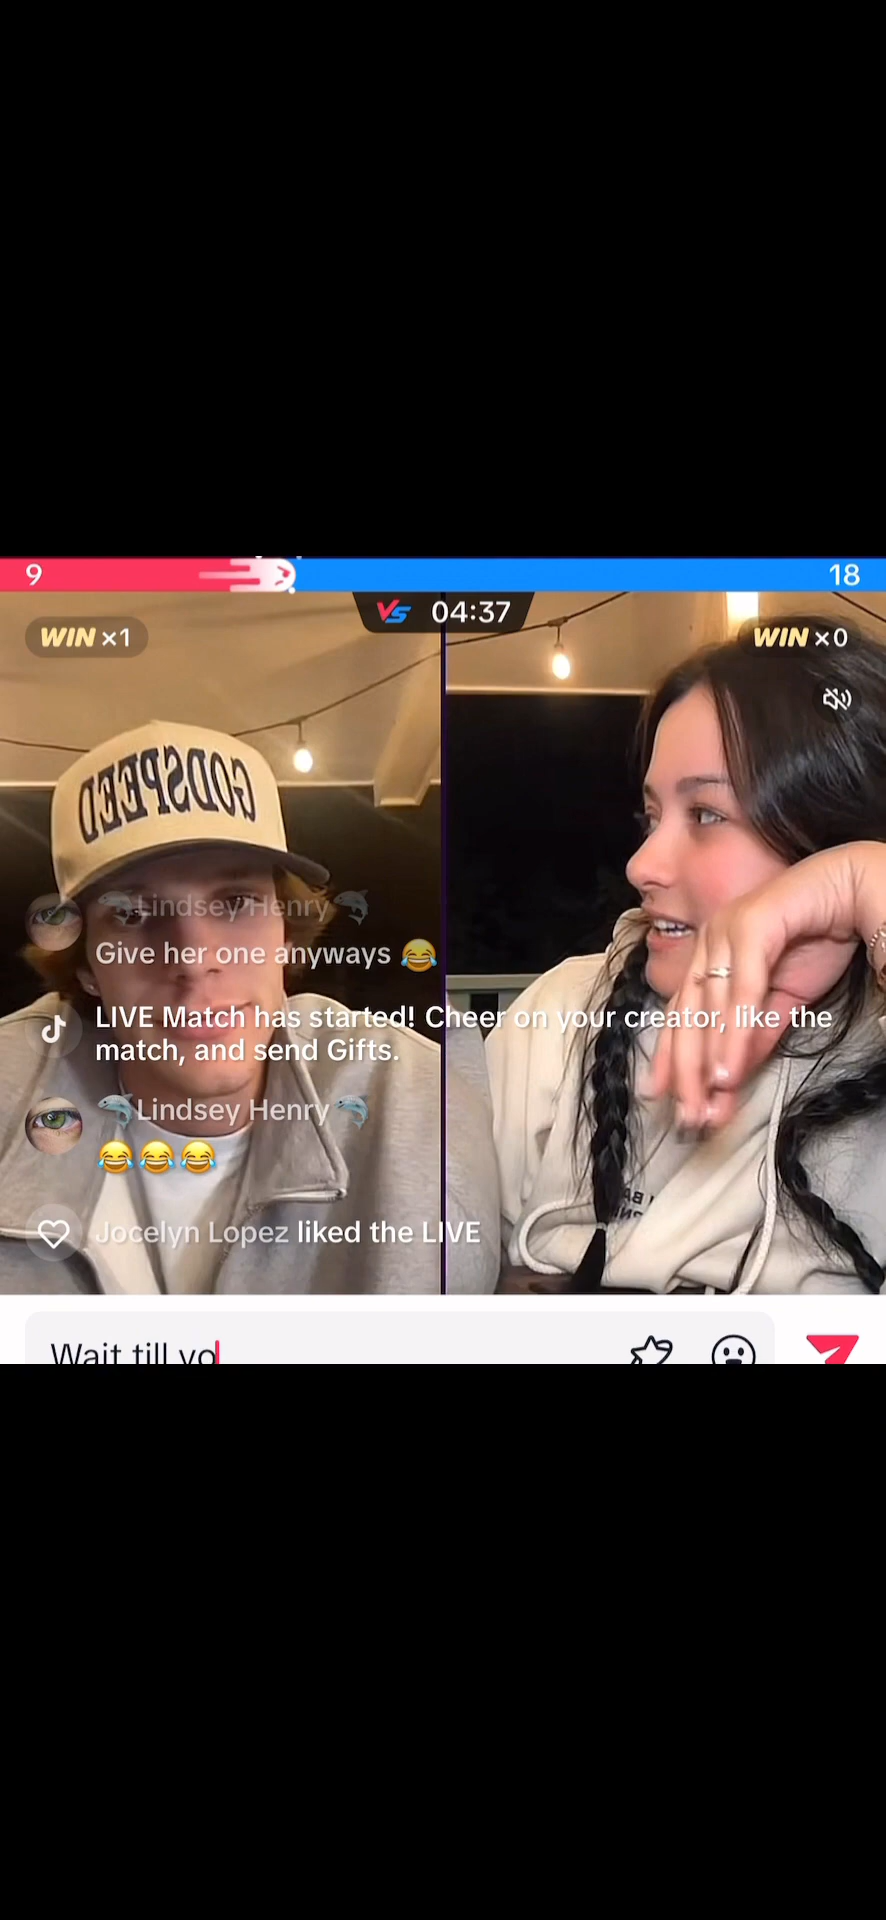 9
18
VS 04:37
WIN x1
WIN x0
GODSPEED
🐬Lindsey Henry🐬
Give her one anyways 😂
LIVE Match has started! Cheer on your creator, like the
match, and send Gifts.
🐬Lindsey Henry🐬
😂😂😂
Jocelyn Lopez liked the LIVE
Wait till yo